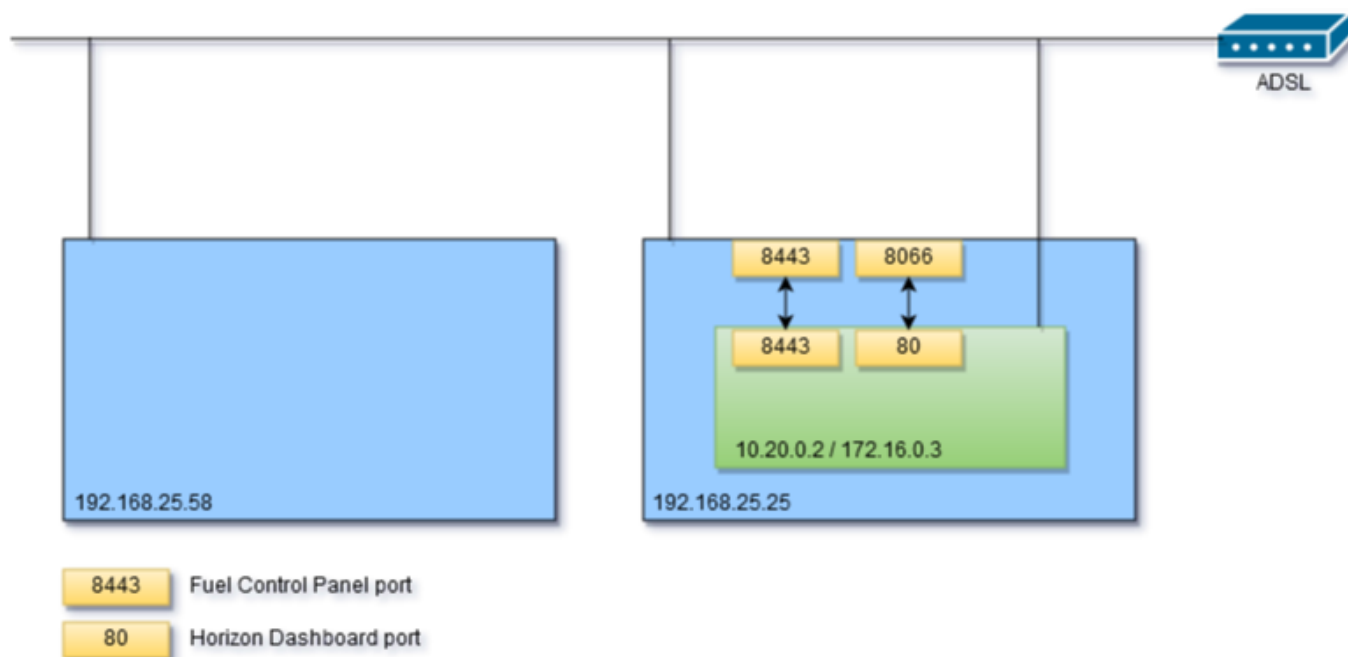 ADSL
8443
8066
8443
80
10.20.0.2 / 172.16.0.3
192.168.25.58
192.168.25.25
8443 Fuel Control Panel port
80 Horizon Dashboard port